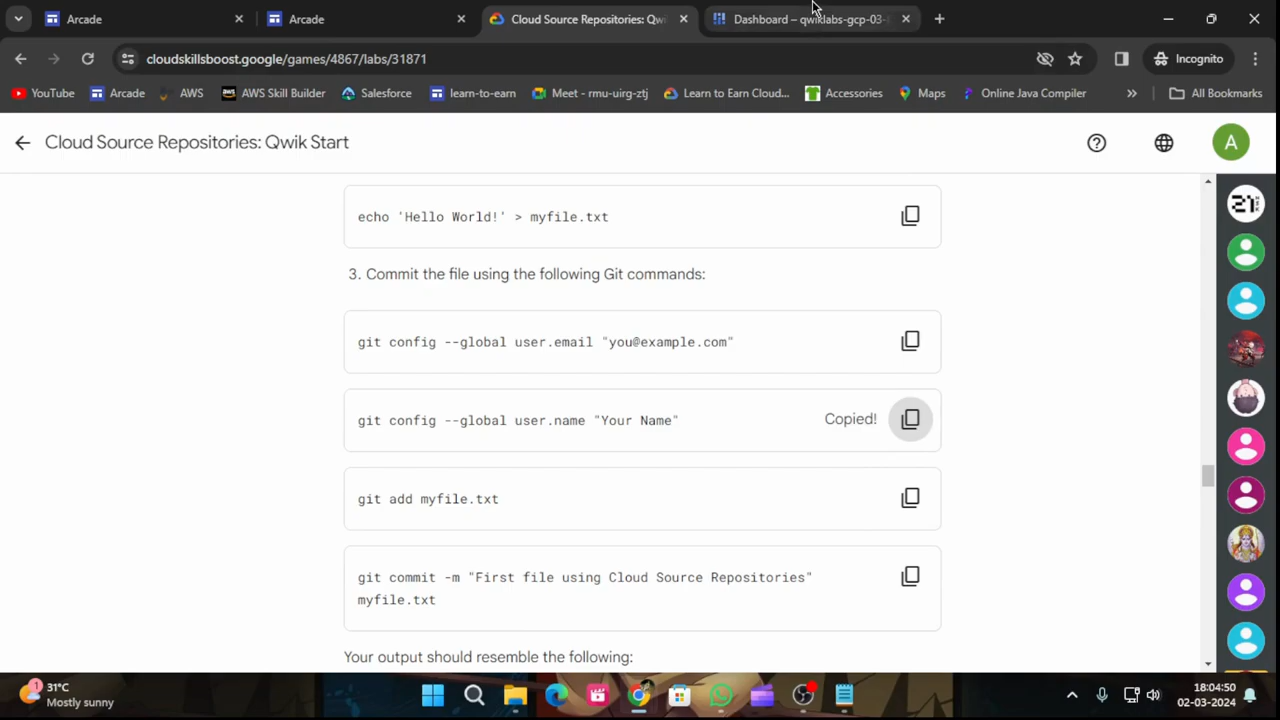 Arcade
Arcade
Cloud Source Repositories: Qwi
Dashboard – qwiklabs-gcp-03-
cloudskillsboost.google/games/4867/labs/31871
Incognito
YouTube
Arcade
AWS
AWS Skill Builder
Salesforce
learn-to-earn
Meet - rmu-uirg-ztj
Learn to Earn Cloud...
Accessories
Maps
Online Java Compiler
All Bookmarks
Cloud Source Repositories: Qwik Start
A
echo 'Hello World!' > myfile.txt
3. Commit the file using the following Git commands:
git config --global user.email "you@example.com"
git config --global user.name "Your Name"
Copied!
git add myfile.txt
git commit -m "First file using Cloud Source Repositories"
myfile.txt
Your output should resemble the following:
1
31°C
Mostly sunny
18:04:50
02-03-2024